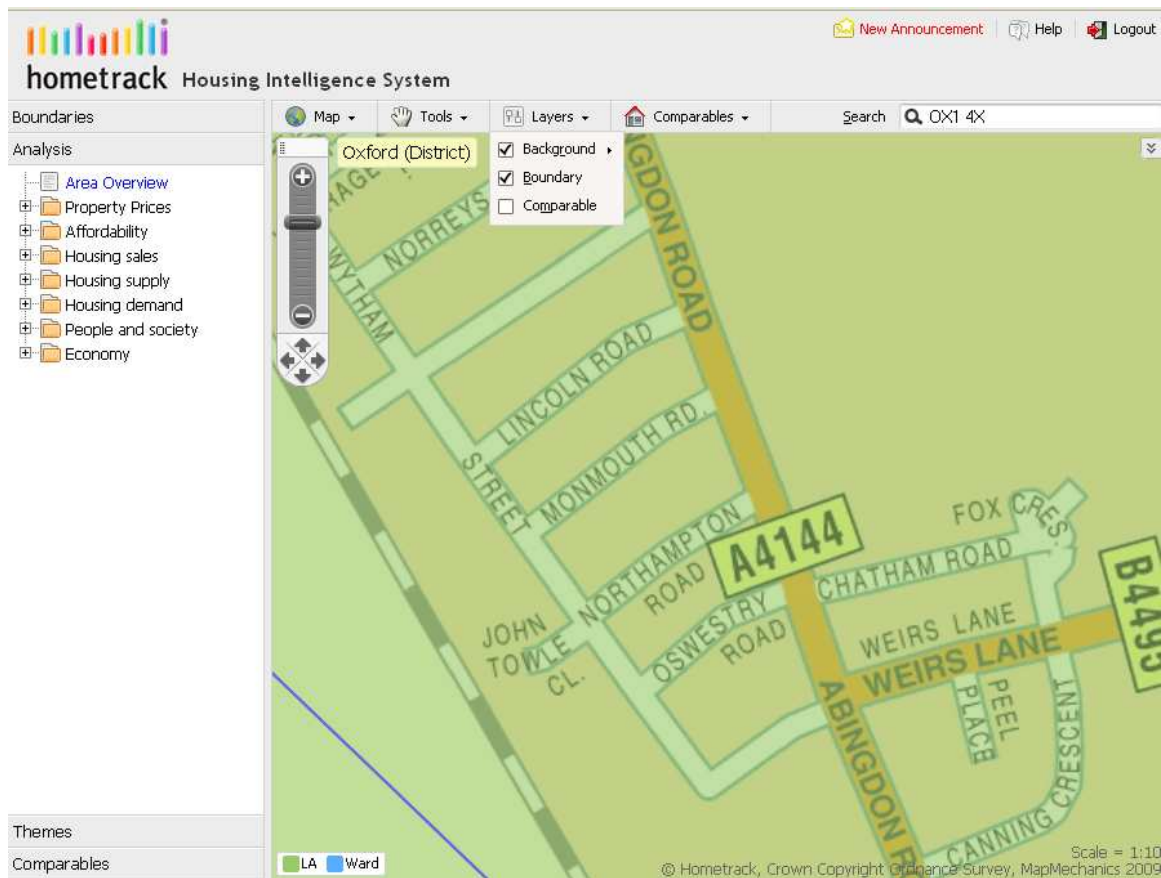 New Announcement
Help
Logout
hometrack Housing Intelligence System
Boundaries
Map
Tools
Layers
Comparables
Search
OX1 4X
Analysis
Area Overview
Property Prices
Affordability
Housing sales
Housing supply
Housing demand
People and society
Economy
Themes
Comparables
Oxford (District)
Background
Boundary
Comparable
NORREYS
WYTHAM
STREET
ABINGDON ROAD
LINCOLN ROAD
MONMOUTH RD.
NORTHAMPTON
ROAD
A4144
FOX CRES.
CHATHAM ROAD
B4495
JOHN
TOWLE
CL.
OSWESTRY
ROAD
WEIRS LANE
WEIRS LANE
PEEL
PLACE
ABINGDON R
CANNING CRESCENT
LA
Ward
Scale = 1:10
© Hometrack, Crown Copyright Ordnance Survey, MapMechanics 2009